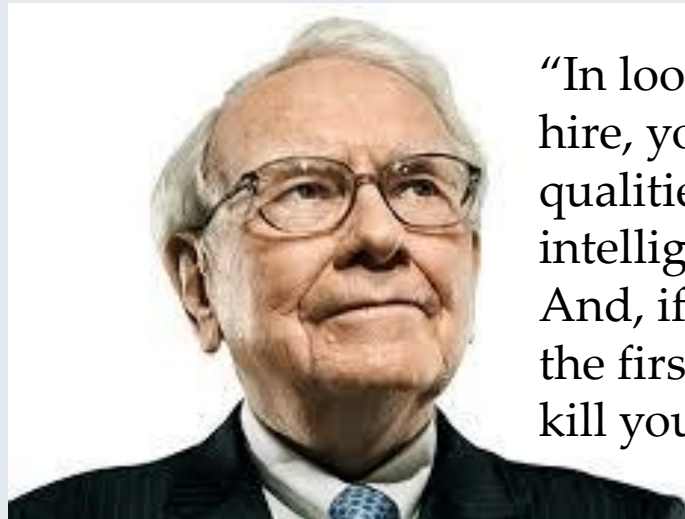 “In loo
hire, yo
qualitie
intellig
And, if
the firs
kill you